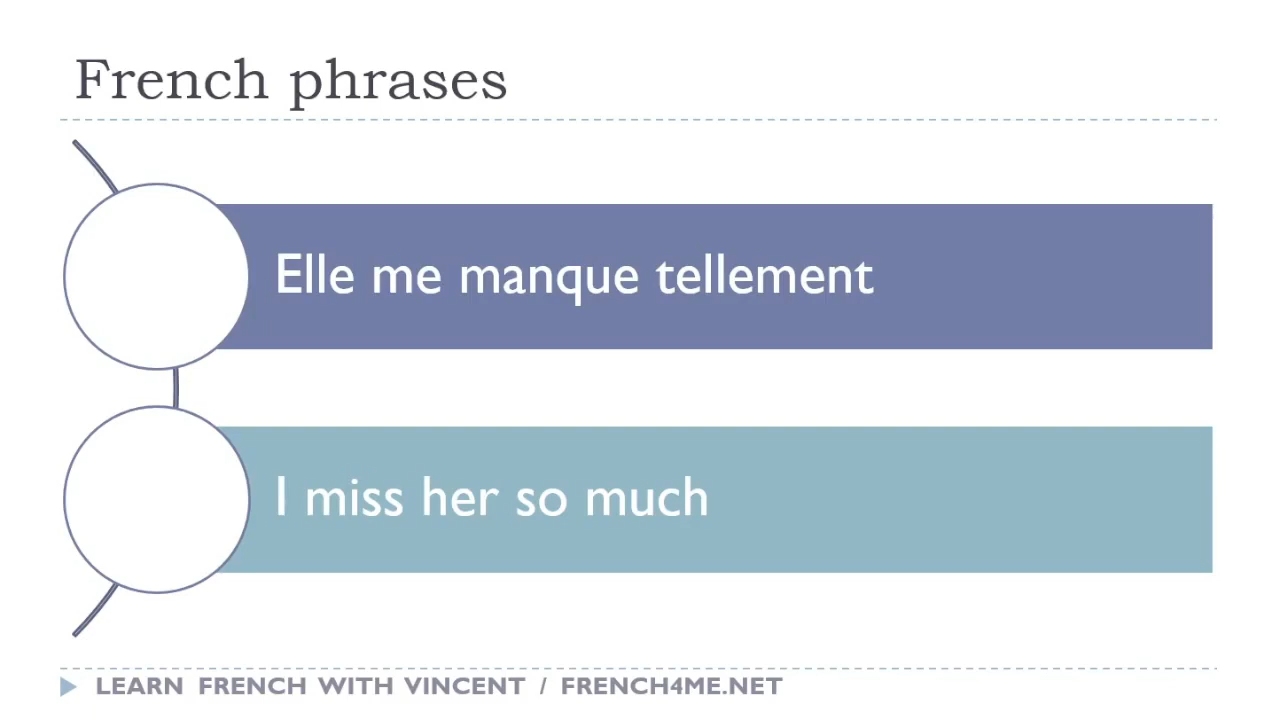 French phrases
Elle me manque tellement
I miss her so much
LEARN FRENCH WITH VINCENT / FRENCH4ME.NET